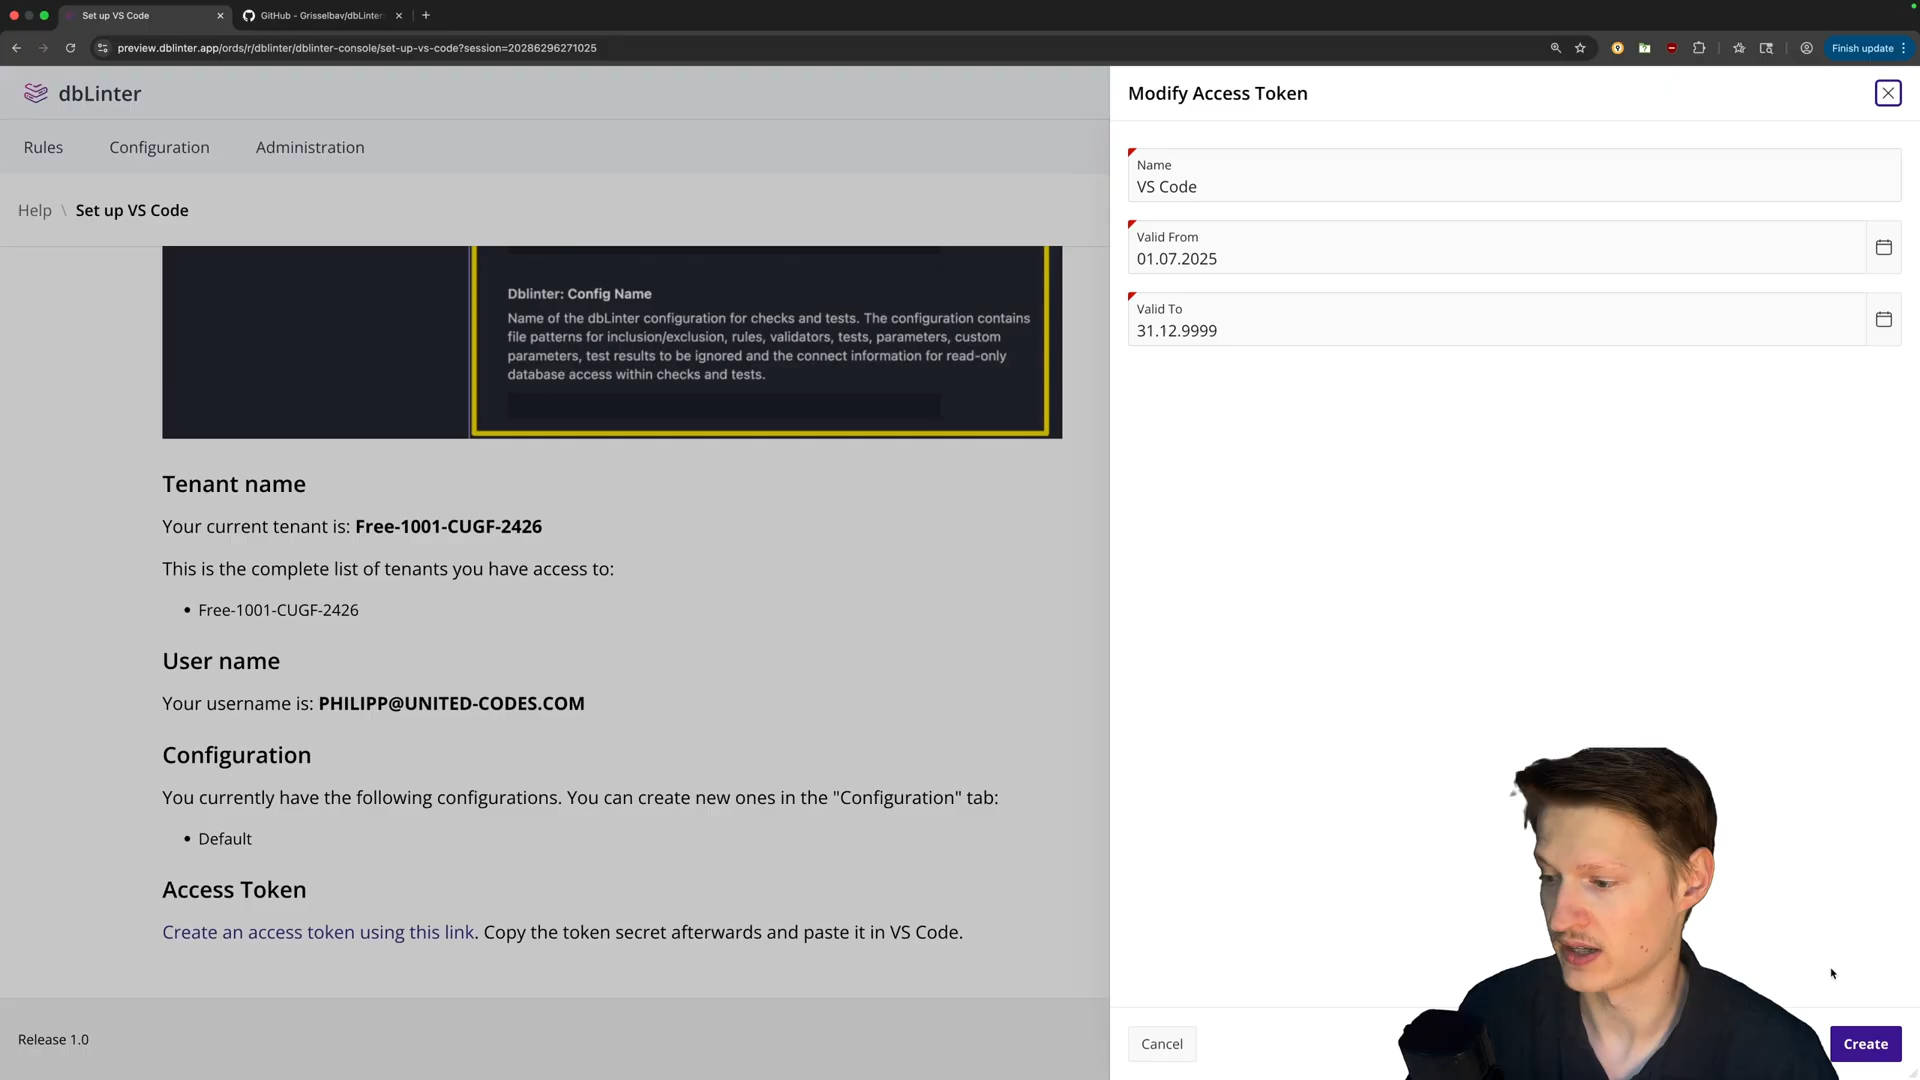 Set up VS Code
GitHub - Grisselbav/dbLinter
preview.dblinter.app/ords/r/dblinter/dblinter-console/set-up-vs-code?session=20286296271025
Finish update
dbLinter
Rules
Configuration
Administration
Help \ Set up VS Code
Dblinter: Config Name
Name of the dbLinter configuration for checks and tests. The configuration contains
file patterns for inclusion/exclusion, rules, validators, tests, parameters, custom
parameters, test results to be ignored and the connect information for read-only
database access within checks and tests.
Tenant name
Your current tenant is: Free-1001-CUGF-2426
This is the complete list of tenants you have access to:
• Free-1001-CUGF-2426
User name
Your username is: PHILIPP@UNITED-CODES.COM
Configuration
You currently have the following configurations. You can create new ones in the "Configuration" tab:
• Default
Access Token
Create an access token using this link. Copy the token secret afterwards and paste it in VS Code.
Release 1.0
Modify Access Token
Name
VS Code
Valid From
01.07.2025
Valid To
31.12.9999
Cancel
Create